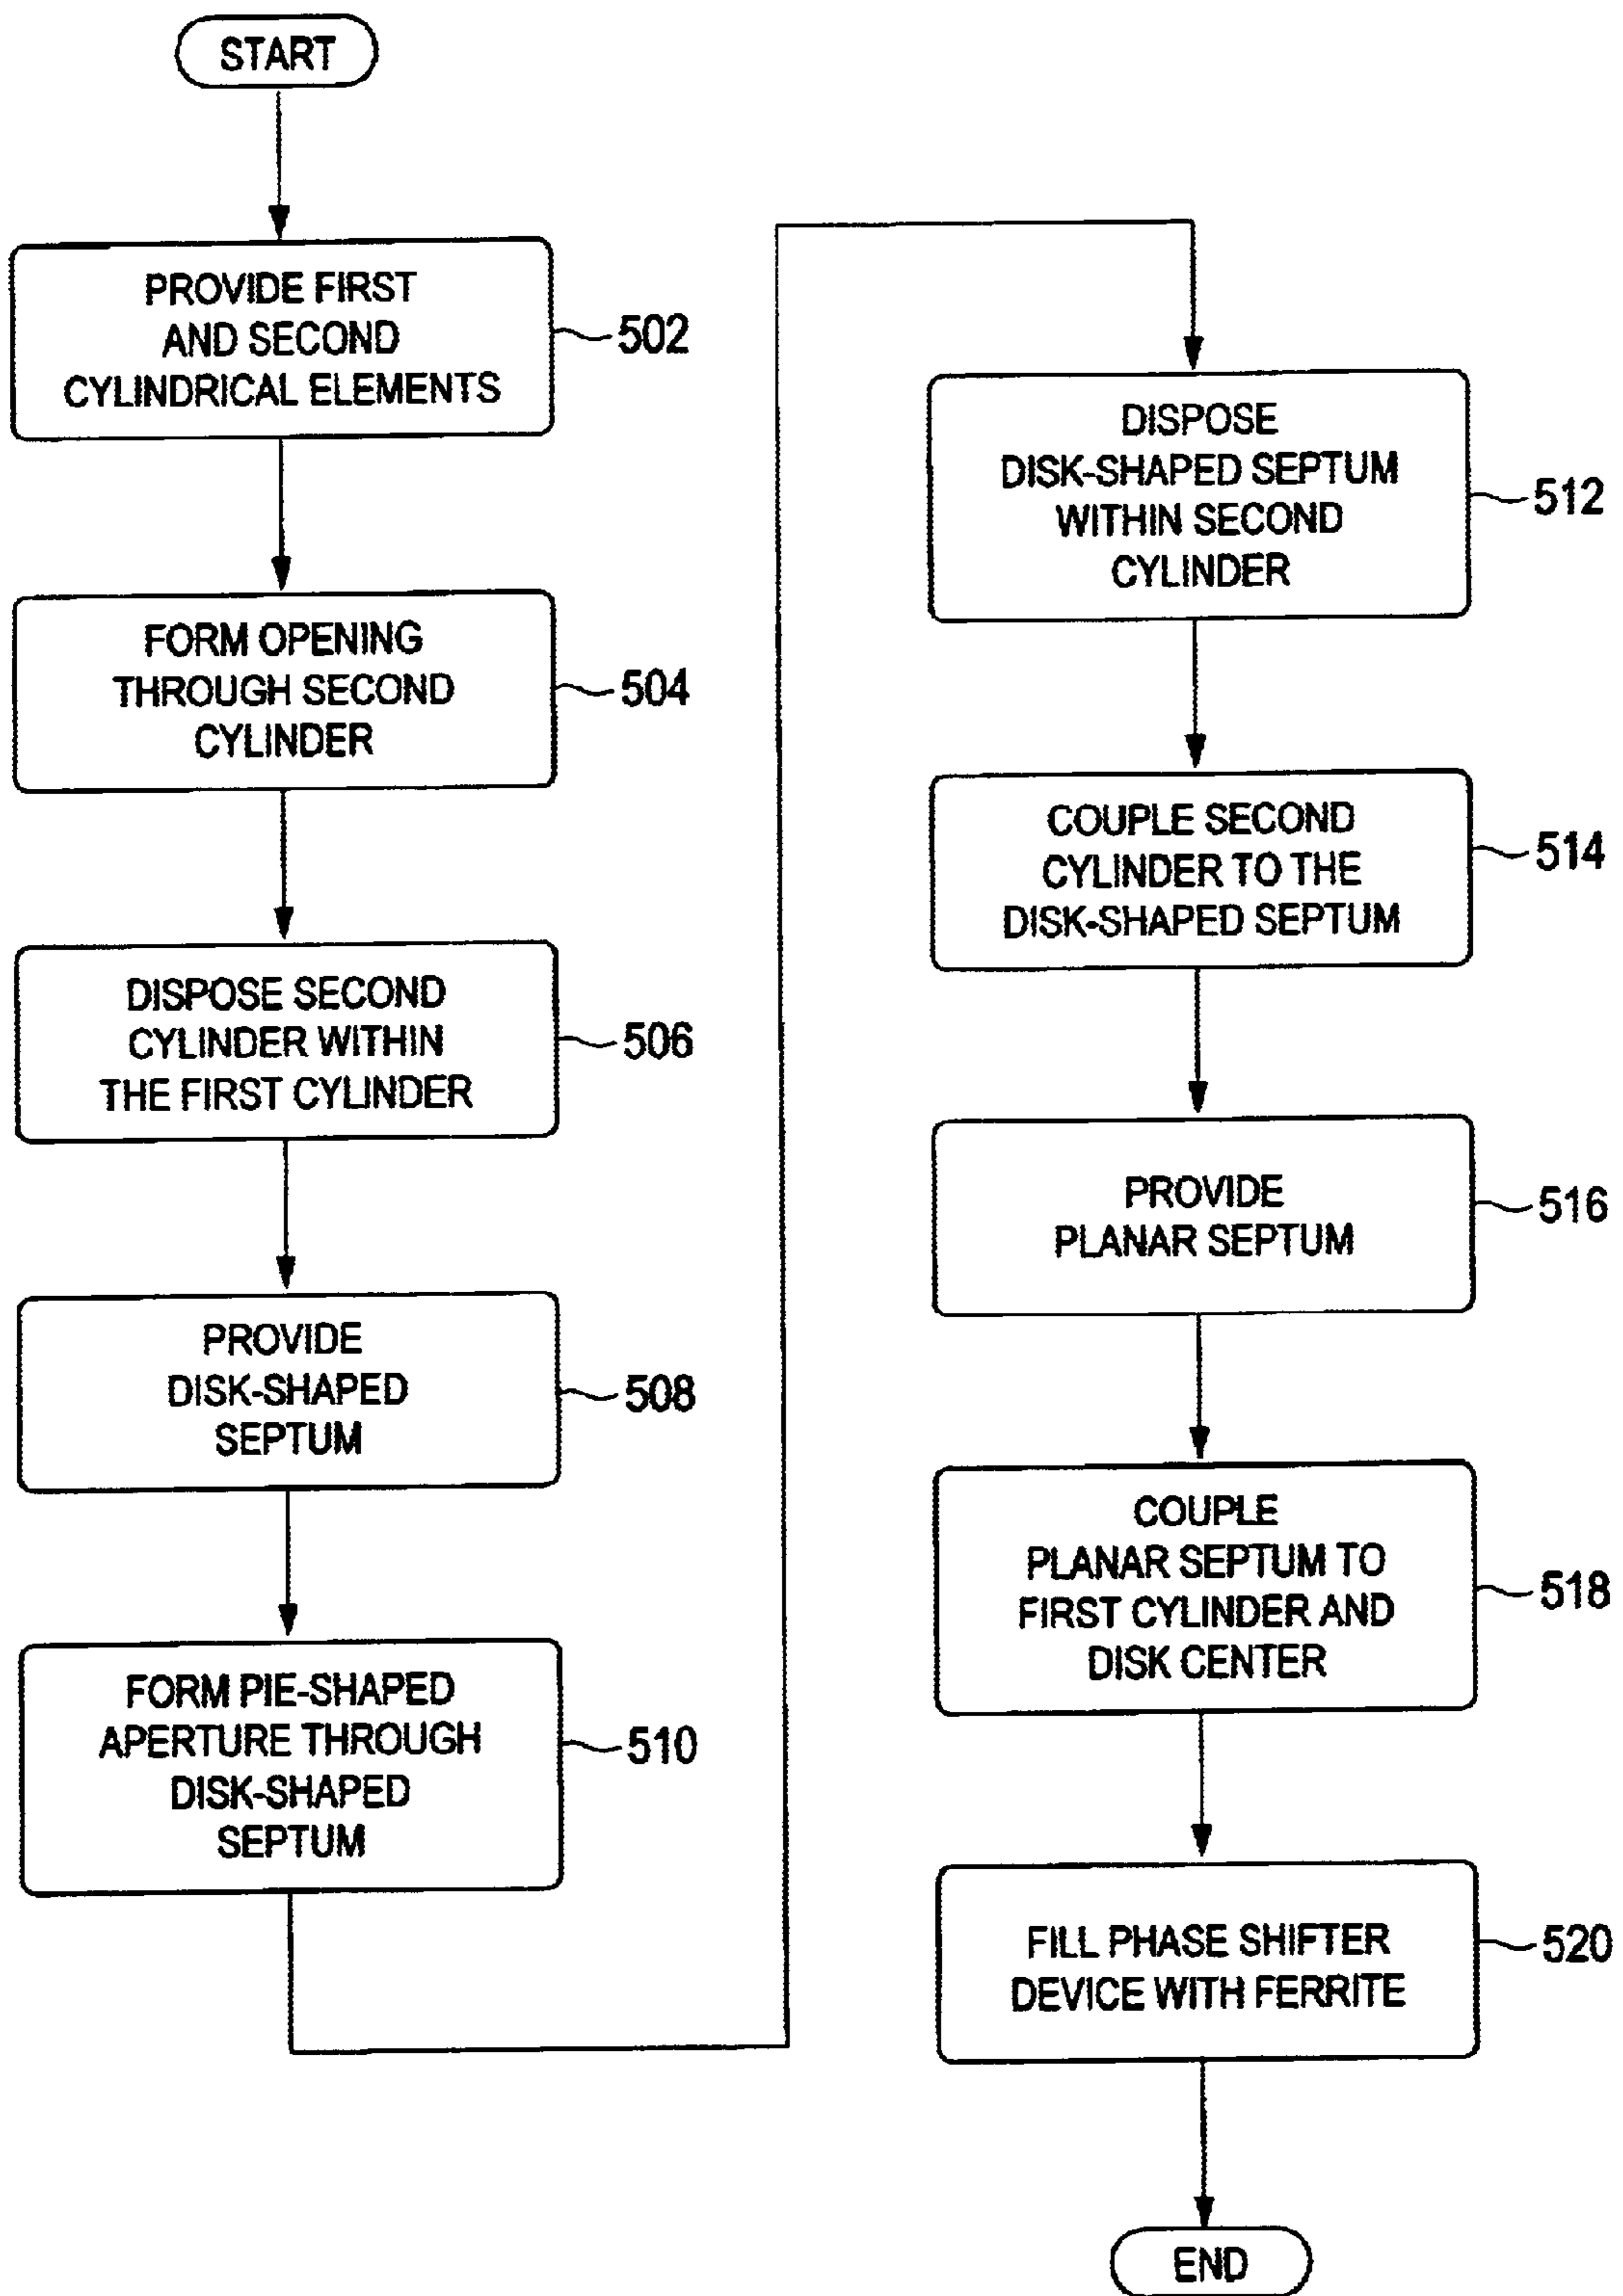 START
PROVIDE FIRST
AND SECOND
CYLINDRICAL ELEMENTS
502
FORM OPENING
THROUGH SECOND
CYLINDER
504
DISPOSE SECOND
CYLINDER WITHIN
THE FIRST CYLINDER
506
PROVIDE
DISK-SHAPED
SEPTUM
508
FORM PIE-SHAPED
APERTURE THROUGH
DISK-SHAPED
SEPTUM
510
DISPOSE
DISK-SHAPED SEPTUM
WITHIN SECOND
CYLINDER
512
COUPLE SECOND
CYLINDER TO THE
DISK-SHAPED SEPTUM
514
PROVIDE
PLANAR SEPTUM
516
COUPLE
PLANAR SEPTUM TO
FIRST CYLINDER AND
DISK CENTER
518
FILL PHASE SHIFTER
DEVICE WITH FERRITE
520
END